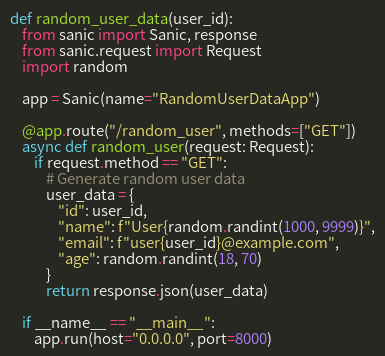 def random_user_data(user_id):
    from sanic import Sanic, response
    from sanic.request import Request
    import random

    app = Sanic(name="RandomUserDataApp")

    @app.route("/random_user", methods=["GET"])
    async def random_user(request: Request):
        if request.method == "GET":
            # Generate random user data
            user_data = {
                "id": user_id,
                "name": f"User{random.randint(1000, 9999)}",
                "email": f"user{user_id}@example.com",
                "age": random.randint(18, 70)
            }
            return response.json(user_data)

    if __name__ == "__main__":
        app.run(host="0.0.0.0", port=8000)